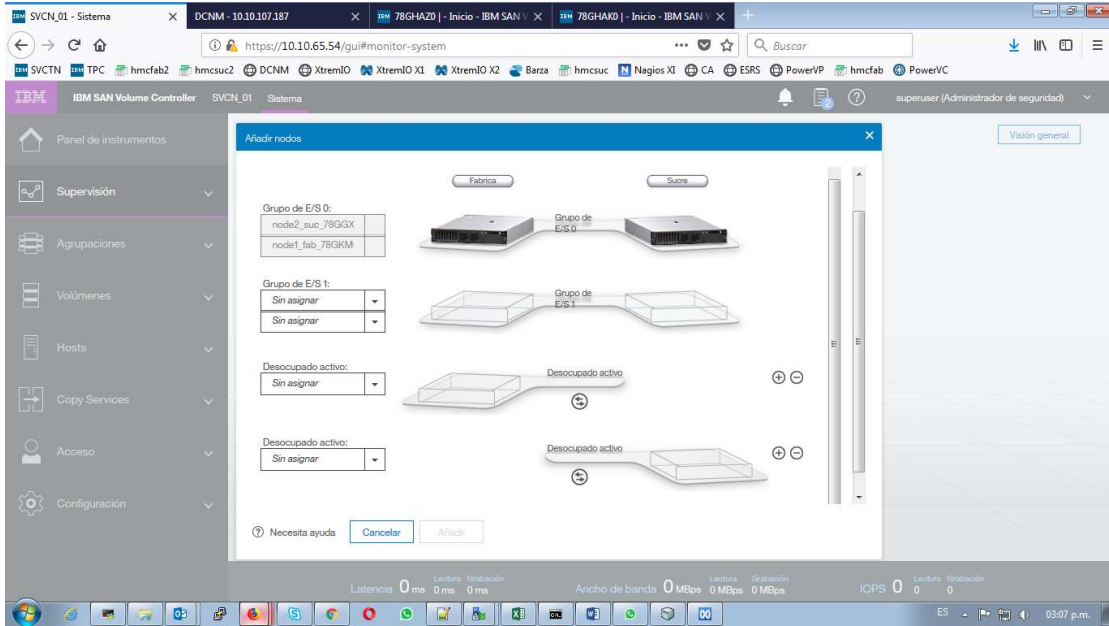 SVCN_01 - Sistema
DCNM - 10.10.107.187
IBM 78GHAZ0 | - Inicio - IBM SAN V
IBM 78GHAK0 | - Inicio - IBM SAN V
https://10.10.65.54/gui#monitor-system
Buscar
SVCTN TPC hmcfab2 hmcsuc2 DCNM XtremIO XtremIO X1 XtremIO X2 Barza hmcsuc Nagios XI CA ESRS PowerVP hmcfab PowerVC
IBM IBM SAN Volume Controller SVCN_01 Sistema 2 superuser (Administrador de seguridad)
Panel de instrumentos
Supervisión
Agrupaciones
Volúmenes
Hosts
Copy Services
Acceso
Configuración
Visión general
Añadir nodos
Fabrica
Sucre
Grupo de E/S 0:
node2_suc_78GGX
node1_fab_78GKM
Grupo de
E/S 0
Grupo de E/S 1:
Sin asignar
Sin asignar
Grupo de
E/S 1
Desocupado activo:
Sin asignar
Desocupado activo
Desocupado activo:
Sin asignar
Desocupado activo
Necesita ayuda
Cancelar
Añadir
Latencia 0 ms Lectura 0 ms Grabación 0 ms
Ancho de banda 0 MBps Lectura 0 MBps Grabación 0 MBps
IOPS 0 Lectura 0 Grabación 0
ES 03:07 p.m.